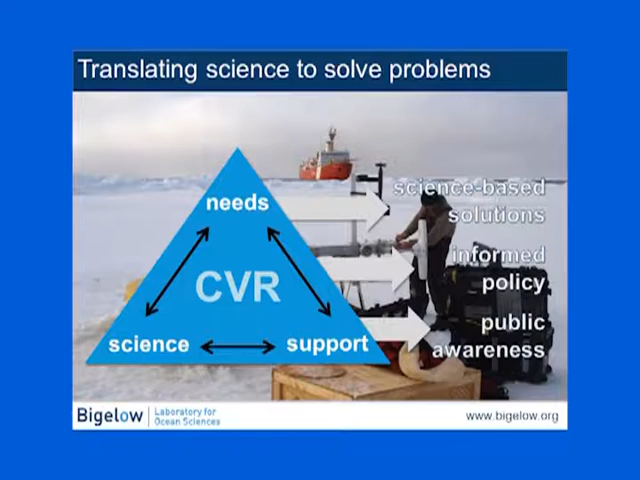 Translating science to solve problems
needs
science-based
solutions
CVR
informed
policy
science
support
public
awareness
Bigelow
Laboratory for
Ocean Sciences
www.bigelow.org